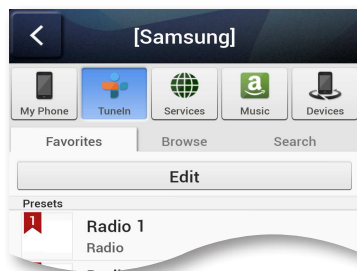 [Samsung]
My Phone TuneIn Services Music Devices
Favorites Browse Search
Edit
Presets
1
Radio 1
Radio